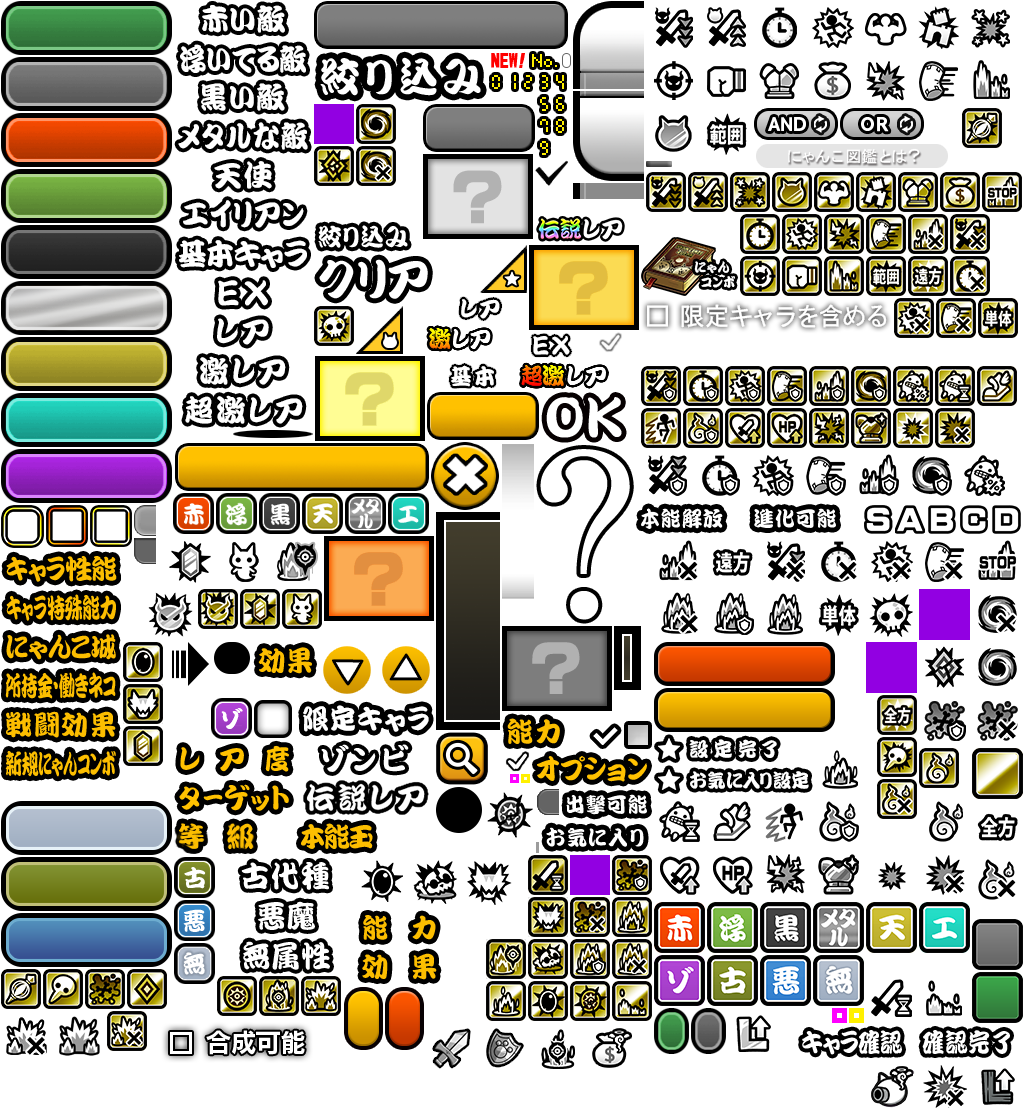 赤い敵
浮いてる敵
黒い敵
メタルな敵
天使
エイリアン
基本キャラ
EX
レア
激レア
超激レア
絞り込み
NEW!
No.
0 1 2 3 4
5 6
7 8
9
?
絞り込み
クリア
伝説レア
?
レア
激レア
EX
基本
超激レア
?
OK
範囲
AND
OR
にゃんこ図鑑とは?
STOP
にゃん
コンボ
範囲
遠方
限定キャラを含める
単体
HP
本能解放
進化可能
S A B C D
遠方
STOP
単体
赤
浮
黒
天
メタル
エ
?
?
?
キャラ性能
キャラ特殊能力
にゃんこ城
所持金・働きネコ
戦闘効果
新規にゃんコンボ
効果
ゾ
限定キャラ
レア度
ゾンビ
ターゲット
伝説レア
等級
本能玉
能力
オプション
出撃可能
お気に入り
全方
設定完了
お気に入り設定
全方
HP
古
古代種
悪
悪魔
無
無属性
能力
効果
赤
浮
黒
メタル
天
エ
ゾ
古
悪
無
合成可能
キャラ確認
確認完了